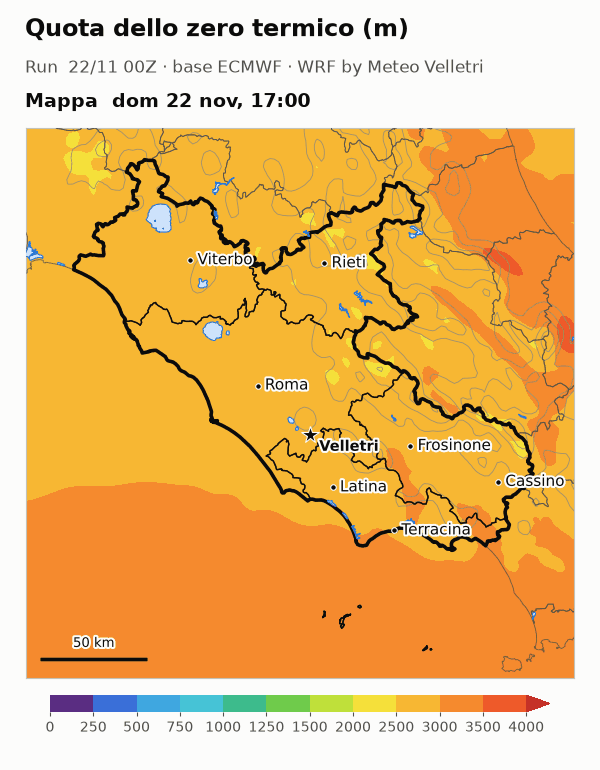 Quota dello zero termico (m)
Run 22/11 00Z · base ECMWF · WRF by Meteo Velletri
Mappa dom 22 nov, 17:00
Viterbo
Rieti
Roma
Velletri
Frosinone
Cassino
Latina
Terracina
50 km
0 250 500 750 1000 1250 1500 2000 2500 3000 3500 4000